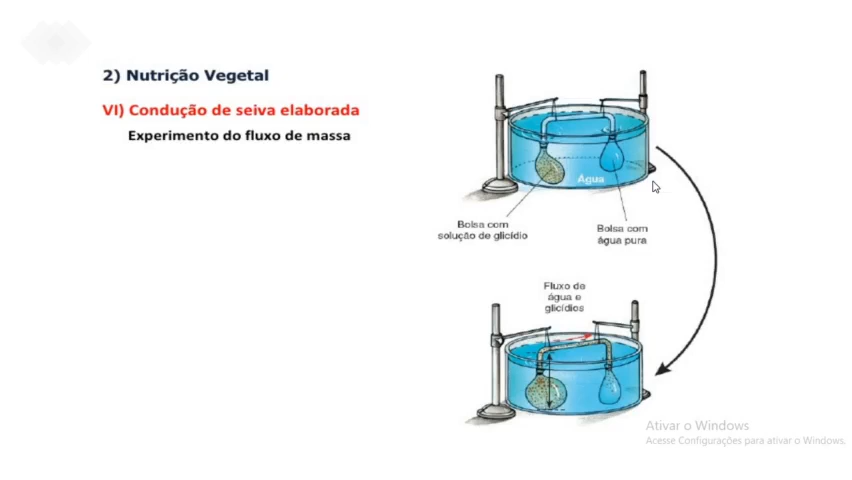 2) Nutrição Vegetal
VI) Condução de seiva elaborada
Experimento do fluxo de massa
Água
Bolsa com
solução de glicídio
Bolsa com
água pura
Fluxo de
água e
glicídios
Ativar o Windows
Acesse Configurações para ativar o Windows.